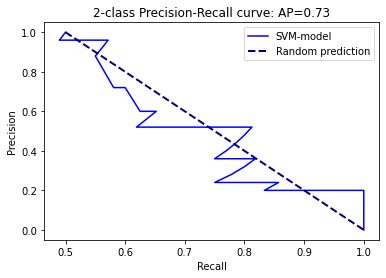 2-class Precision-Recall curve: AP=0.73
SVM-model
Random prediction
Precision
1.0
0.8
0.6
0.4
0.2
0.0
0.5
0.6
0.7
0.8
0.9
1.0
Recall